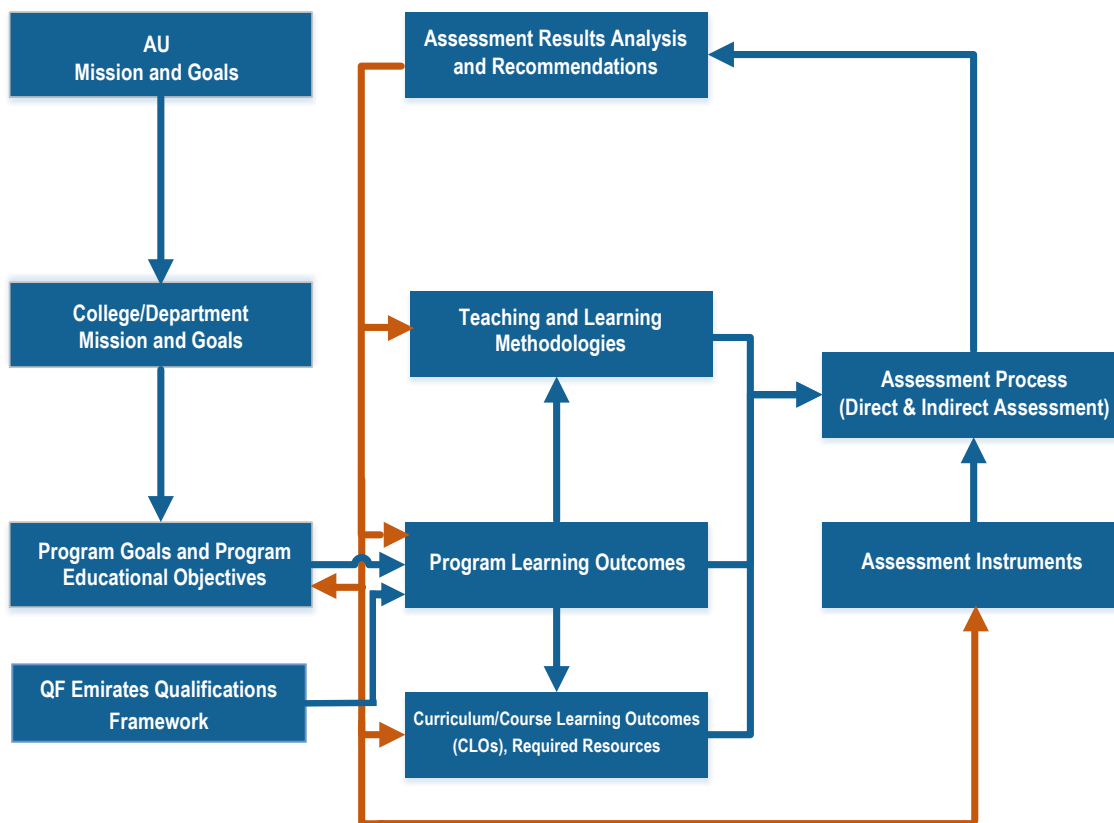 AU
Mission and Goals
Assessment Results Analysis
and Recommendations
College/Department
Mission and Goals
Teaching and Learning
Methodologies
Assessment Process
(Direct & Indirect Assessment)
Program Goals and Program
Educational Objectives
Program Learning Outcomes
Assessment Instruments
QF Emirates Qualifications
Framework
Curriculum/Course Learning Outcomes
(CLOs), Required Resources